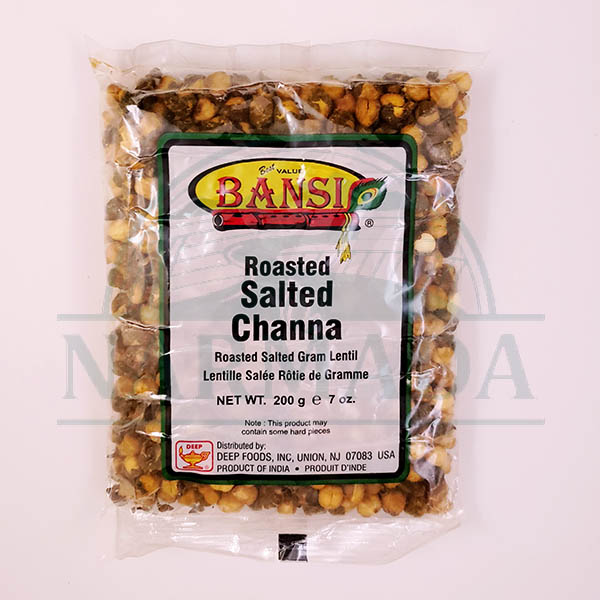 Best VALUE
BANSI
®
Roasted
Salted
Channa
Roasted Salted Gram Lentil
Lentille Salée Rôtie de Gramme
NET WT. 200 g ℮ 7 oz.
Note : This product may
contain some hard pieces
DEEP
Distributed by:
DEEP FOODS, INC, UNION, NJ 07083 USA
PRODUCT OF INDIA • PRODUIT D'INDE
NARMADA